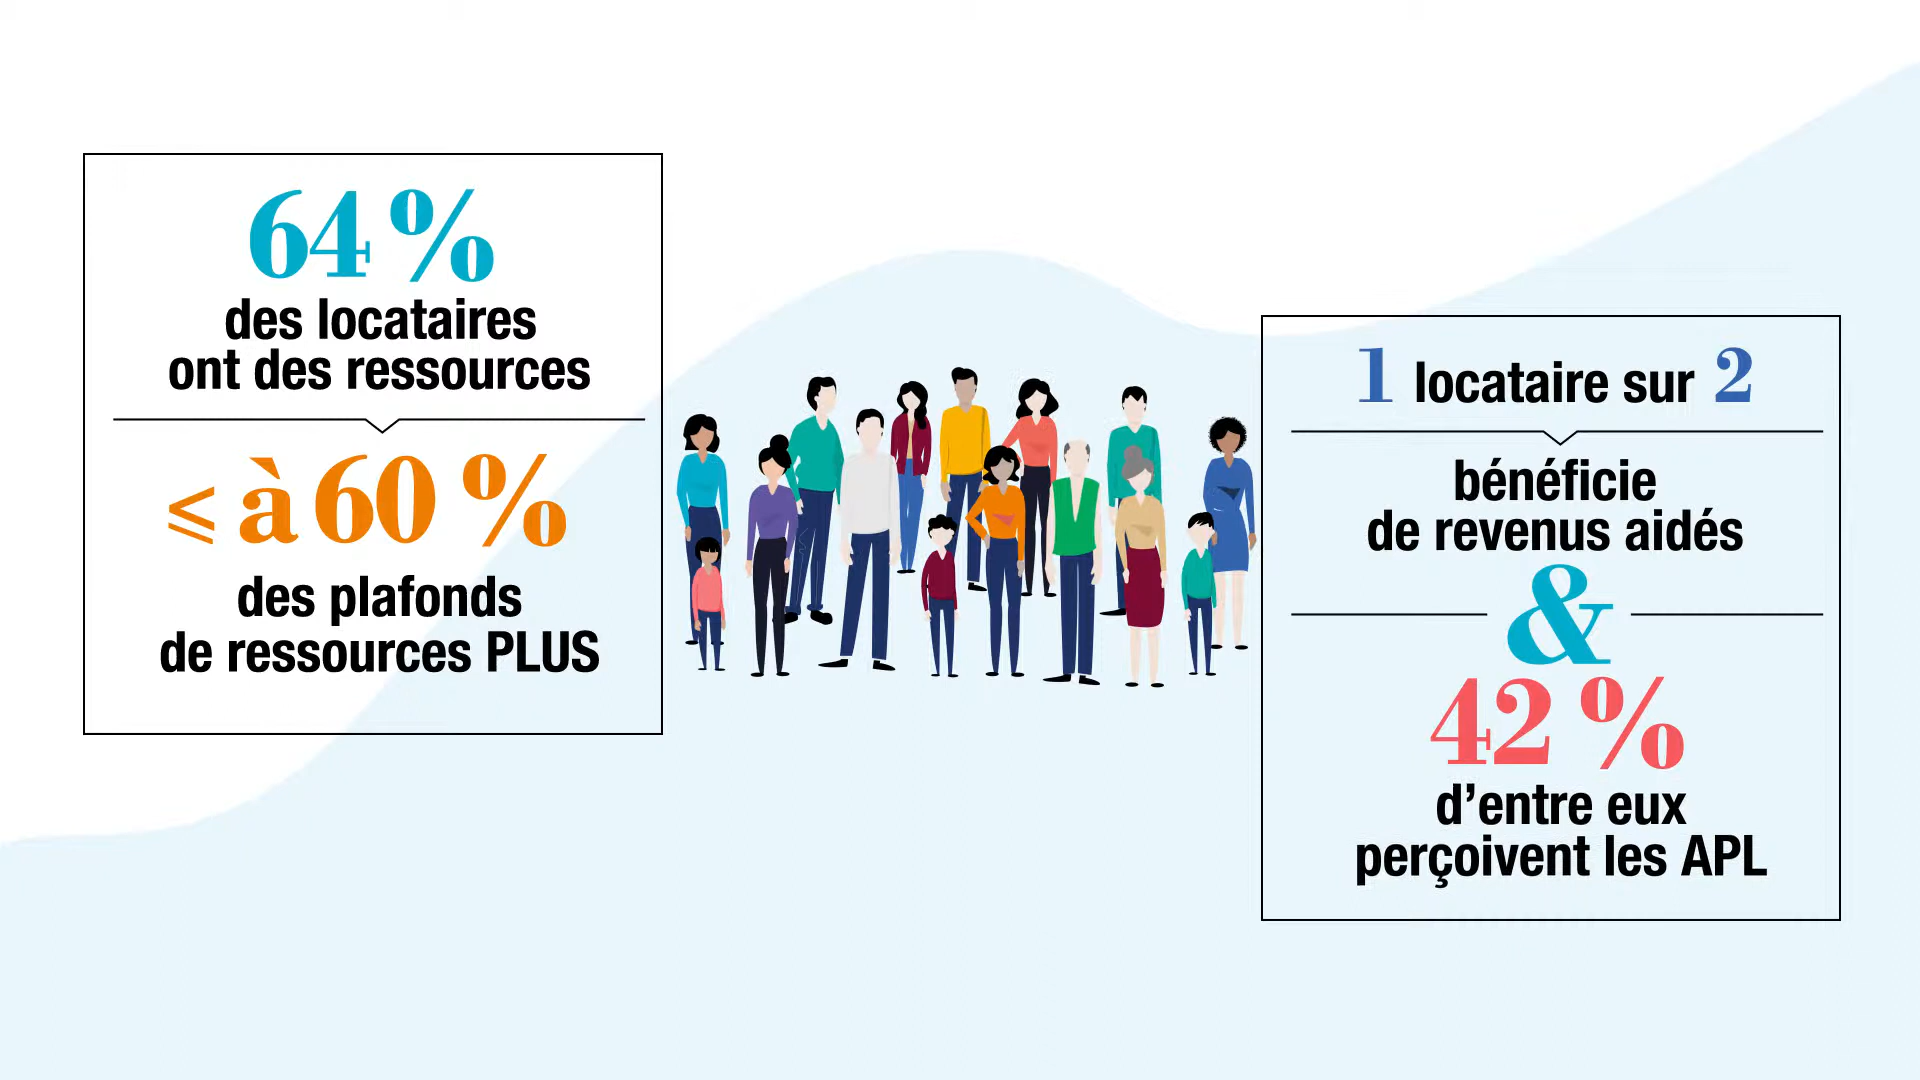 64 %
des locataires
ont des ressources
⩽ à 60 %
des plafonds
de ressources PLUS
1 locataire sur 2
bénéficie
de revenus aidés
&
42 %
d’entre eux
perçoivent les APL